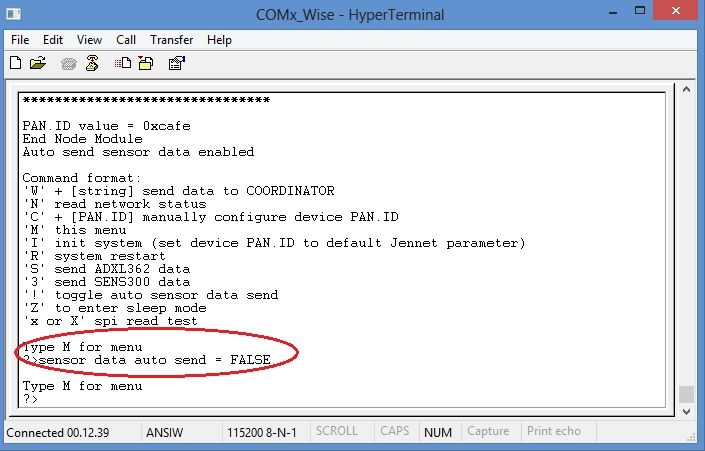 COMx_Wise - HyperTerminal
File Edit View Call Transfer Help
*******************************
PAN.ID value = 0xcafe
End Node Module
Auto send sensor data enabled
Command format:
'W' + [string] send data to COORDINATOR
'N' read network status
'C' + [PAN.ID] manually configure device PAN.ID
'M' this menu
'I' init system (set device PAN.ID to default Jennet parameter)
'R' system restart
'S' send ADXL362 data
'3' send SENS300 data
'!' toggle auto sensor data send
'Z' to enter sleep mode
'x or X' spi read test
Type M for menu
?>sensor data auto send = FALSE
Type M for menu
?>
Connected 00.12.39 ANSIW 115200 8-N-1 SCROLL CAPS NUM Capture Print echo